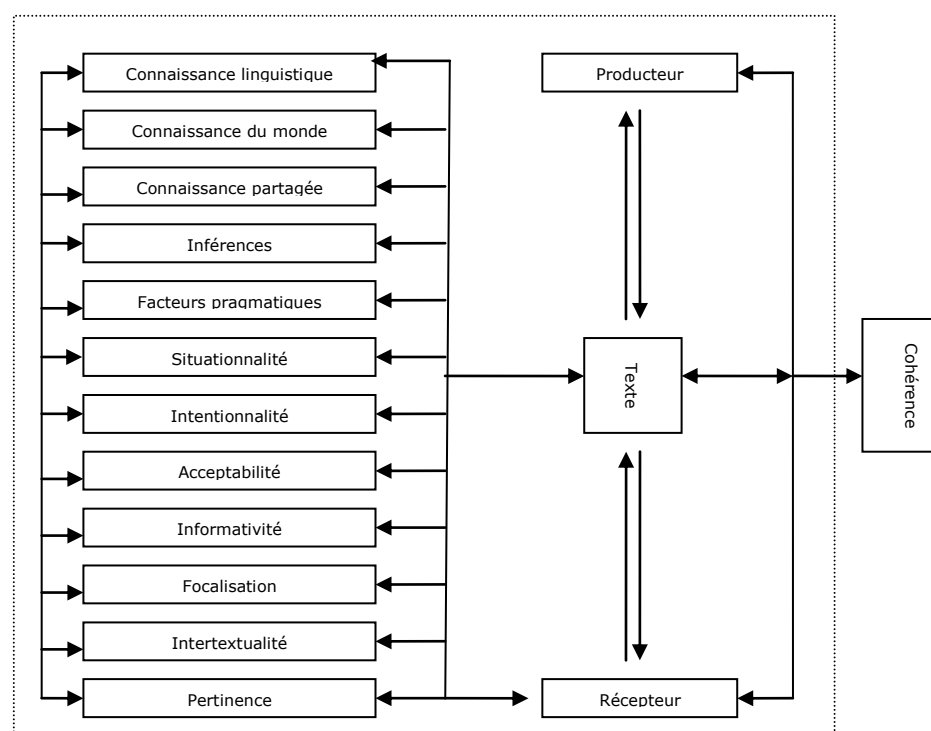 Connaissance linguistique
Connaissance du monde
Connaissance partagée
Inférences
Facteurs pragmatiques
Situationnalité
Intentionnalité
Acceptabilité
Informativité
Focalisation
Intertextualité
Pertinence
Producteur
Texte
Récepteur
Cohérence